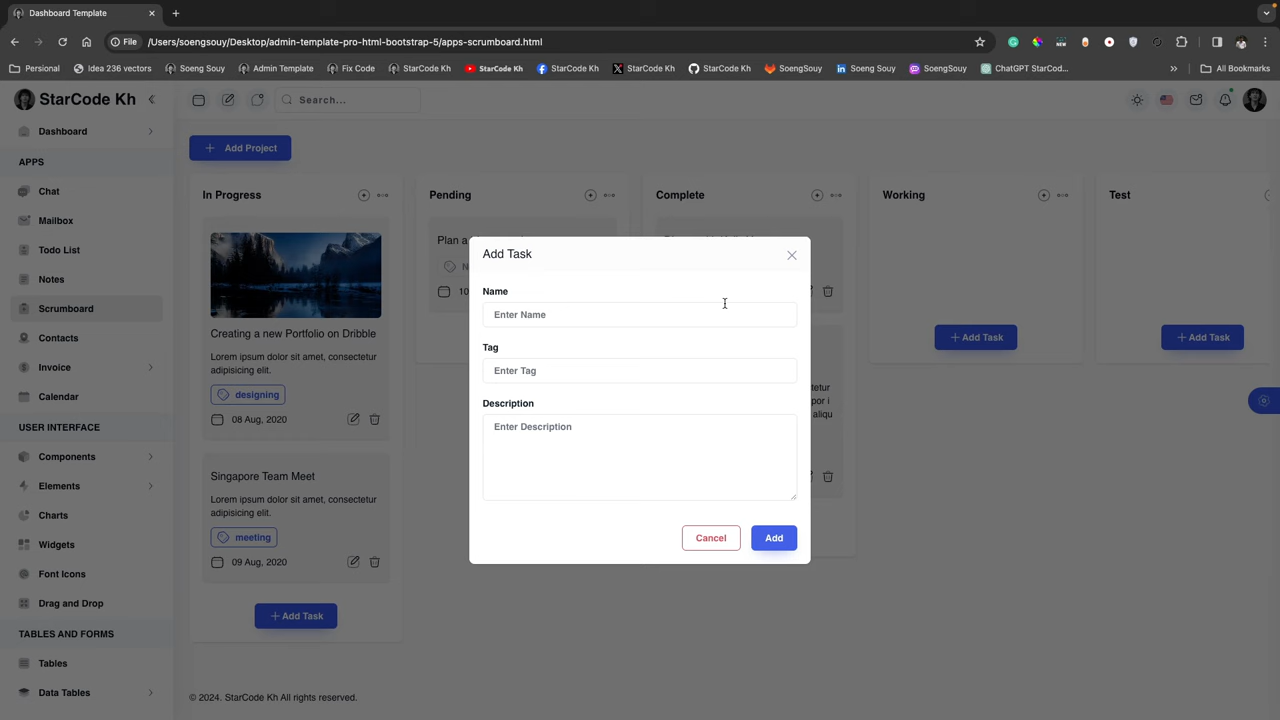 Dashboard Template
File
/Users/soengsouy/Desktop/admin-template-pro-html-bootstrap-5/apps-scrumboard.html
Personal
Idea 236 vectors
Soeng Souy
Admin Template
Fix Code
StarCode Kh
StarCode Kh
StarCode Kh
StarCode Kh
StarCode Kh
SoengSouy
Soeng Souy
SoengSouy
ChatGPT StarCod...
All Bookmarks
StarCode Kh
Search...
Dashboard
APPS
Chat
Mailbox
Todo List
Notes
Scrumboard
Contacts
Invoice
Calendar
USER INTERFACE
Components
Elements
Charts
Widgets
Font Icons
Drag and Drop
TABLES AND FORMS
Tables
Data Tables
Add Project
In Progress
Creating a new Portfolio on Dribble
Lorem ipsum dolor sit amet, consectetur
adipisicing elit.
designing
08 Aug, 2020
Singapore Team Meet
Lorem ipsum dolor sit amet, consectetur
adipisicing elit.
meeting
09 Aug, 2020
+ Add Task
Pending
Plan a
10
Complete
Working
+ Add Task
Test
+ Add Task
Add Task
Name
Enter Name
Tag
Enter Tag
Description
Enter Description
Cancel
Add
© 2024. StarCode Kh All rights reserved.